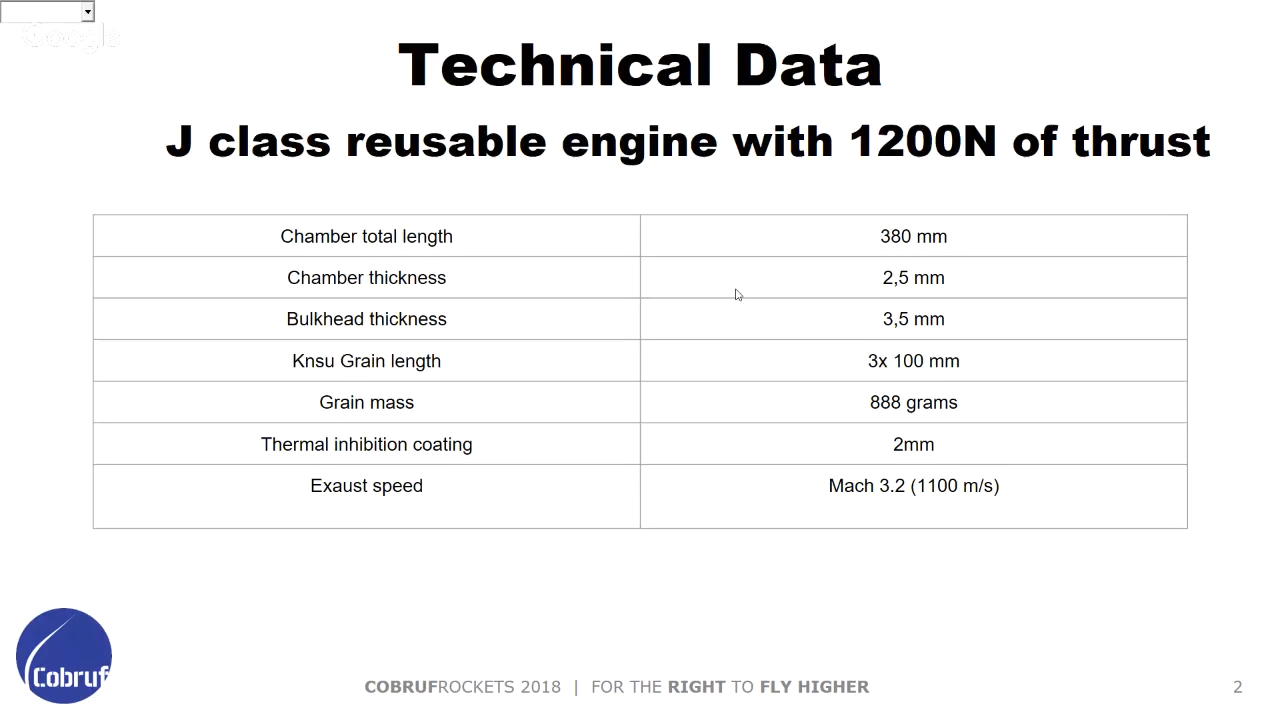 Google
Technical Data
J class reusable engine with 1200N of thrust
Chamber total length 380 mm
Chamber thickness 2,5 mm
Bulkhead thickness 3,5 mm
Knsu Grain length 3x 100 mm
Grain mass 888 grams
Thermal inhibition coating 2mm
Exaust speed Mach 3.2 (1100 m/s)
Cobruf
COBRUFROCKETS 2018 | FOR THE RIGHT TO FLY HIGHER
2